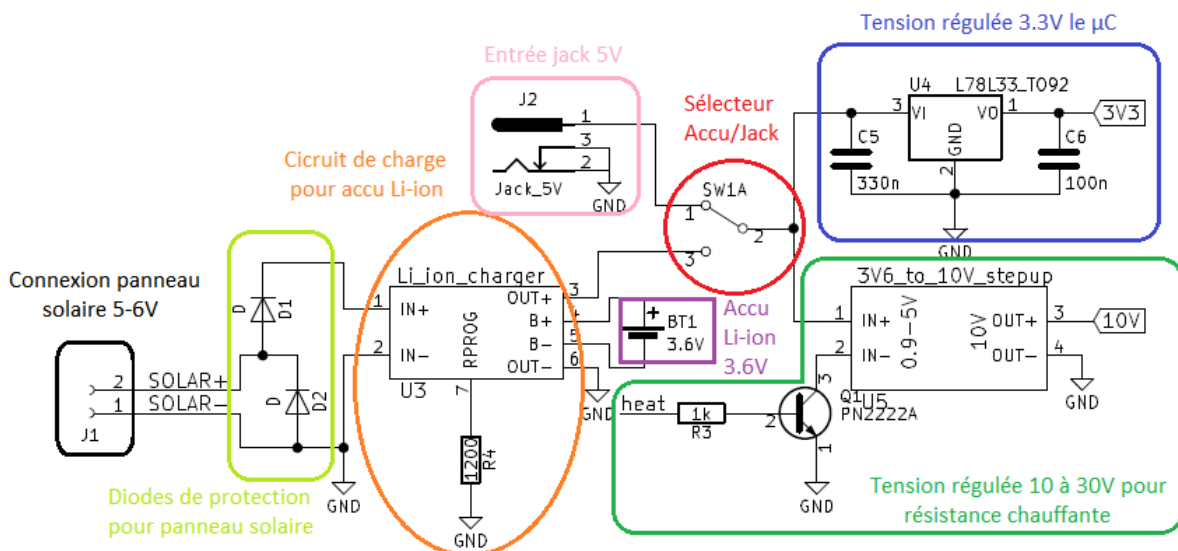 Tension régulée 3.3V le µC
Entrée jack 5V
U4 L78L33_TO92
J2
Sélecteur
Accu/Jack
3 VI VO 1 3V3
GND
2
C5
330n
C6
100n
GND
Cicruit de charge
pour accu Li-ion
1
3
2
Jack_5V
GND
SW1A
1
2
3
Connexion panneau
solaire 5-6V
D D1
Li_ion_charger
1 IN+
2 IN-
OUT+ 3
B+ 4
B- 5
OUT- 6
RPROG
7
U3
BT1
3.6V
+
Accu
Li-ion
3.6V
GND
3V6_to_10V_stepup
1 IN+
2 IN-
0.9-5V
10V
OUT+ 3
OUT- 4
10V
GND
U5
2 SOLAR+
1 SOLAR-
J1
D D2
GND
1200 R4
GND
heat
1k
R3
2
3
1
Q1
PN2222A
GND
Diodes de protection
pour panneau solaire
Tension régulée 10 à 30V pour
résistance chauffante